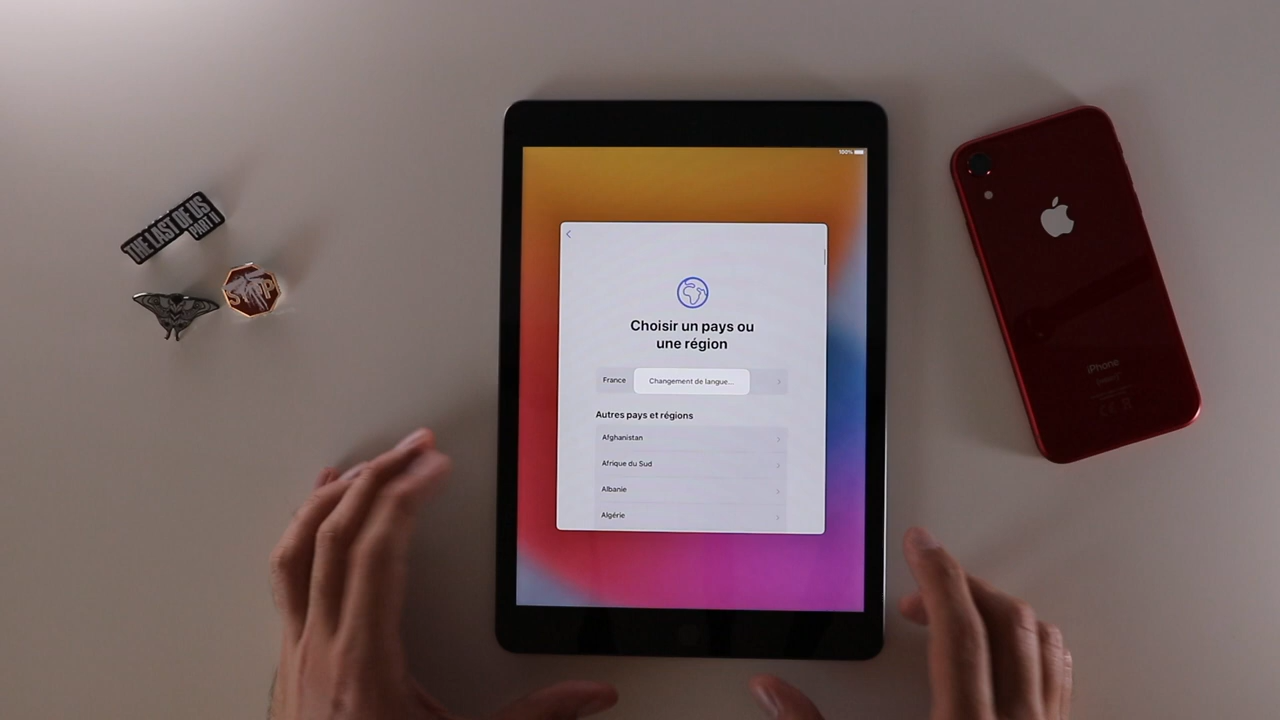 THE LAST OF US
PART II
STOP
100%
Choisir un pays ou
une région
France
Changement de langue...
Autres pays et régions
Afghanistan
Afrique du Sud
Albanie
Algérie
iPhone